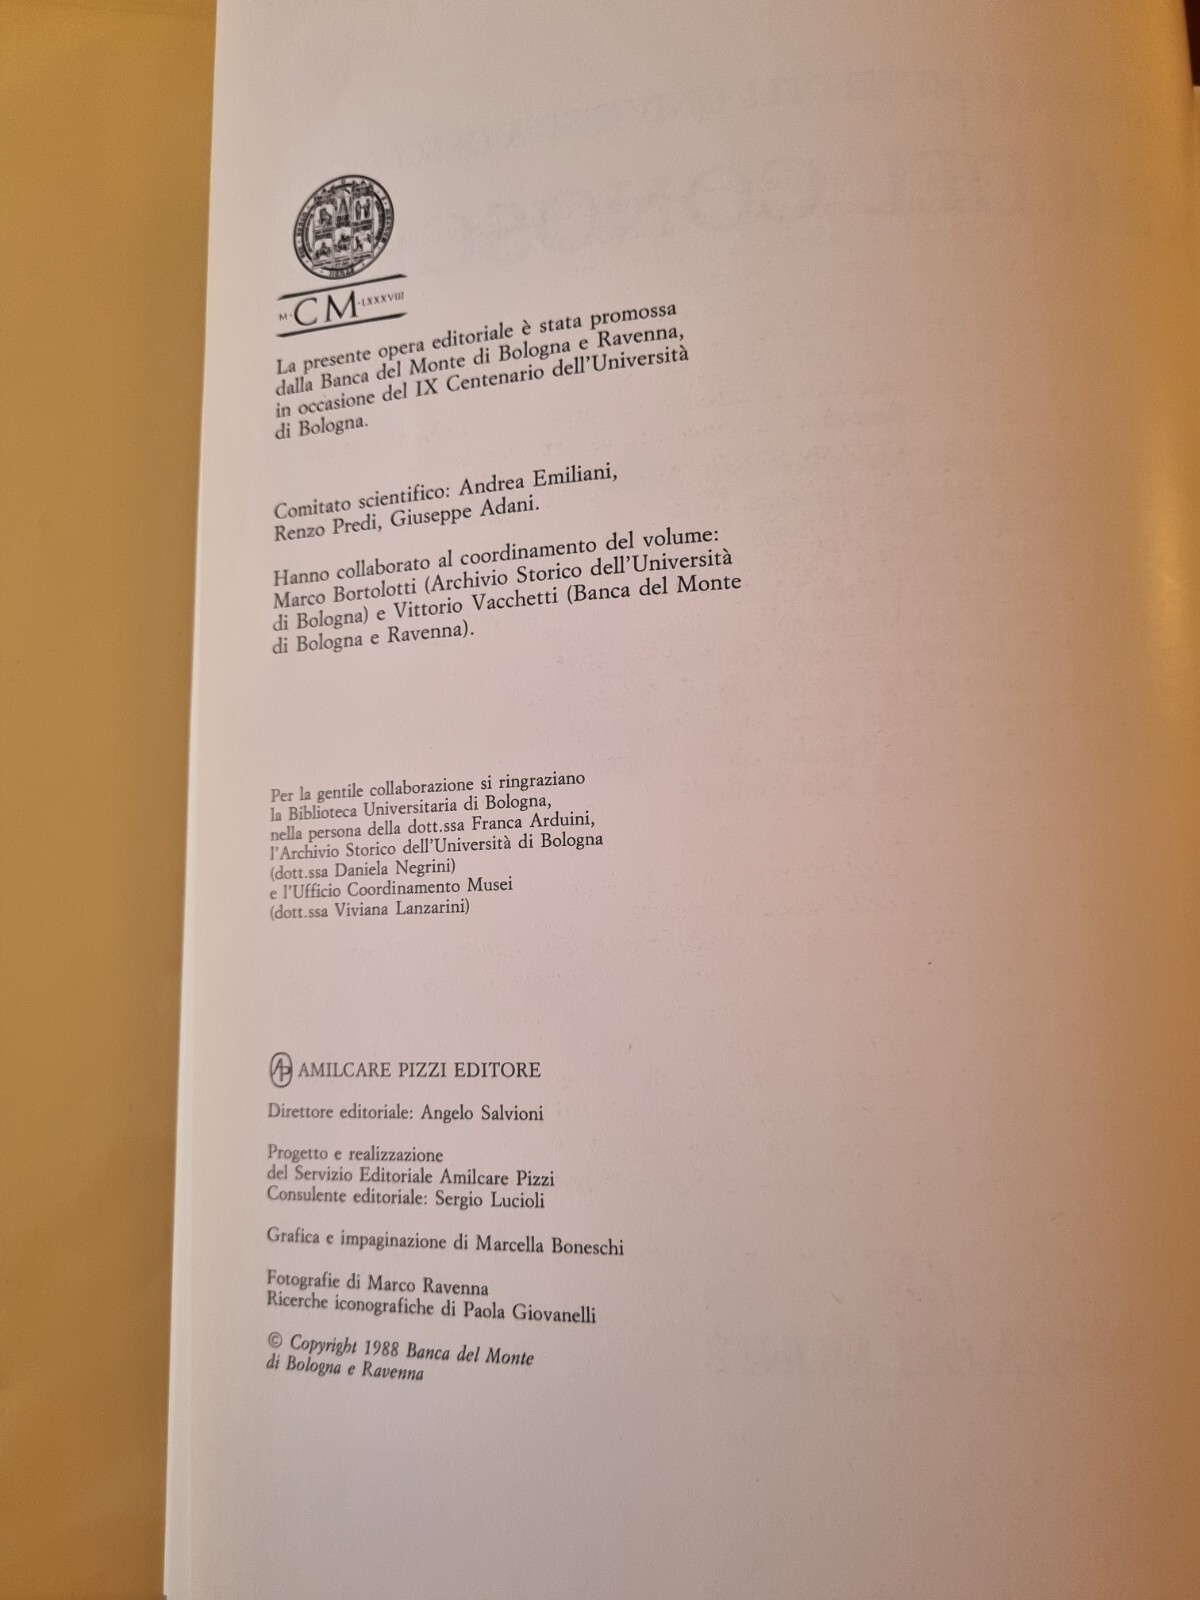 M·CM·LXXXVIII
La presente opera editoriale è stata promossa
dalla Banca del Monte di Bologna e Ravenna,
in occasione del IX Centenario dell'Università
di Bologna.
Comitato scientifico: Andrea Emiliani,
Renzo Predi, Giuseppe Adani.
Hanno collaborato al coordinamento del volume:
Marco Bortolotti (Archivio Storico dell'Università
di Bologna) e Vittorio Vacchetti (Banca del Monte
di Bologna e Ravenna).
Per la gentile collaborazione si ringraziano
la Biblioteca Universitaria di Bologna,
nella persona della dott.ssa Franca Arduini,
l'Archivio Storico dell'Università di Bologna
(dott.ssa Daniela Negrini)
e l'Ufficio Coordinamento Musei
(dott.ssa Viviana Lanzarini)
AP AMILCARE PIZZI EDITORE
Direttore editoriale: Angelo Salvioni
Progetto e realizzazione
del Servizio Editoriale Amilcare Pizzi
Consulente editoriale: Sergio Lucioli
Grafica e impaginazione di Marcella Boneschi
Fotografie di Marco Ravenna
Ricerche iconografiche di Paola Giovanelli
© Copyright 1988 Banca del Monte
di Bologna e Ravenna